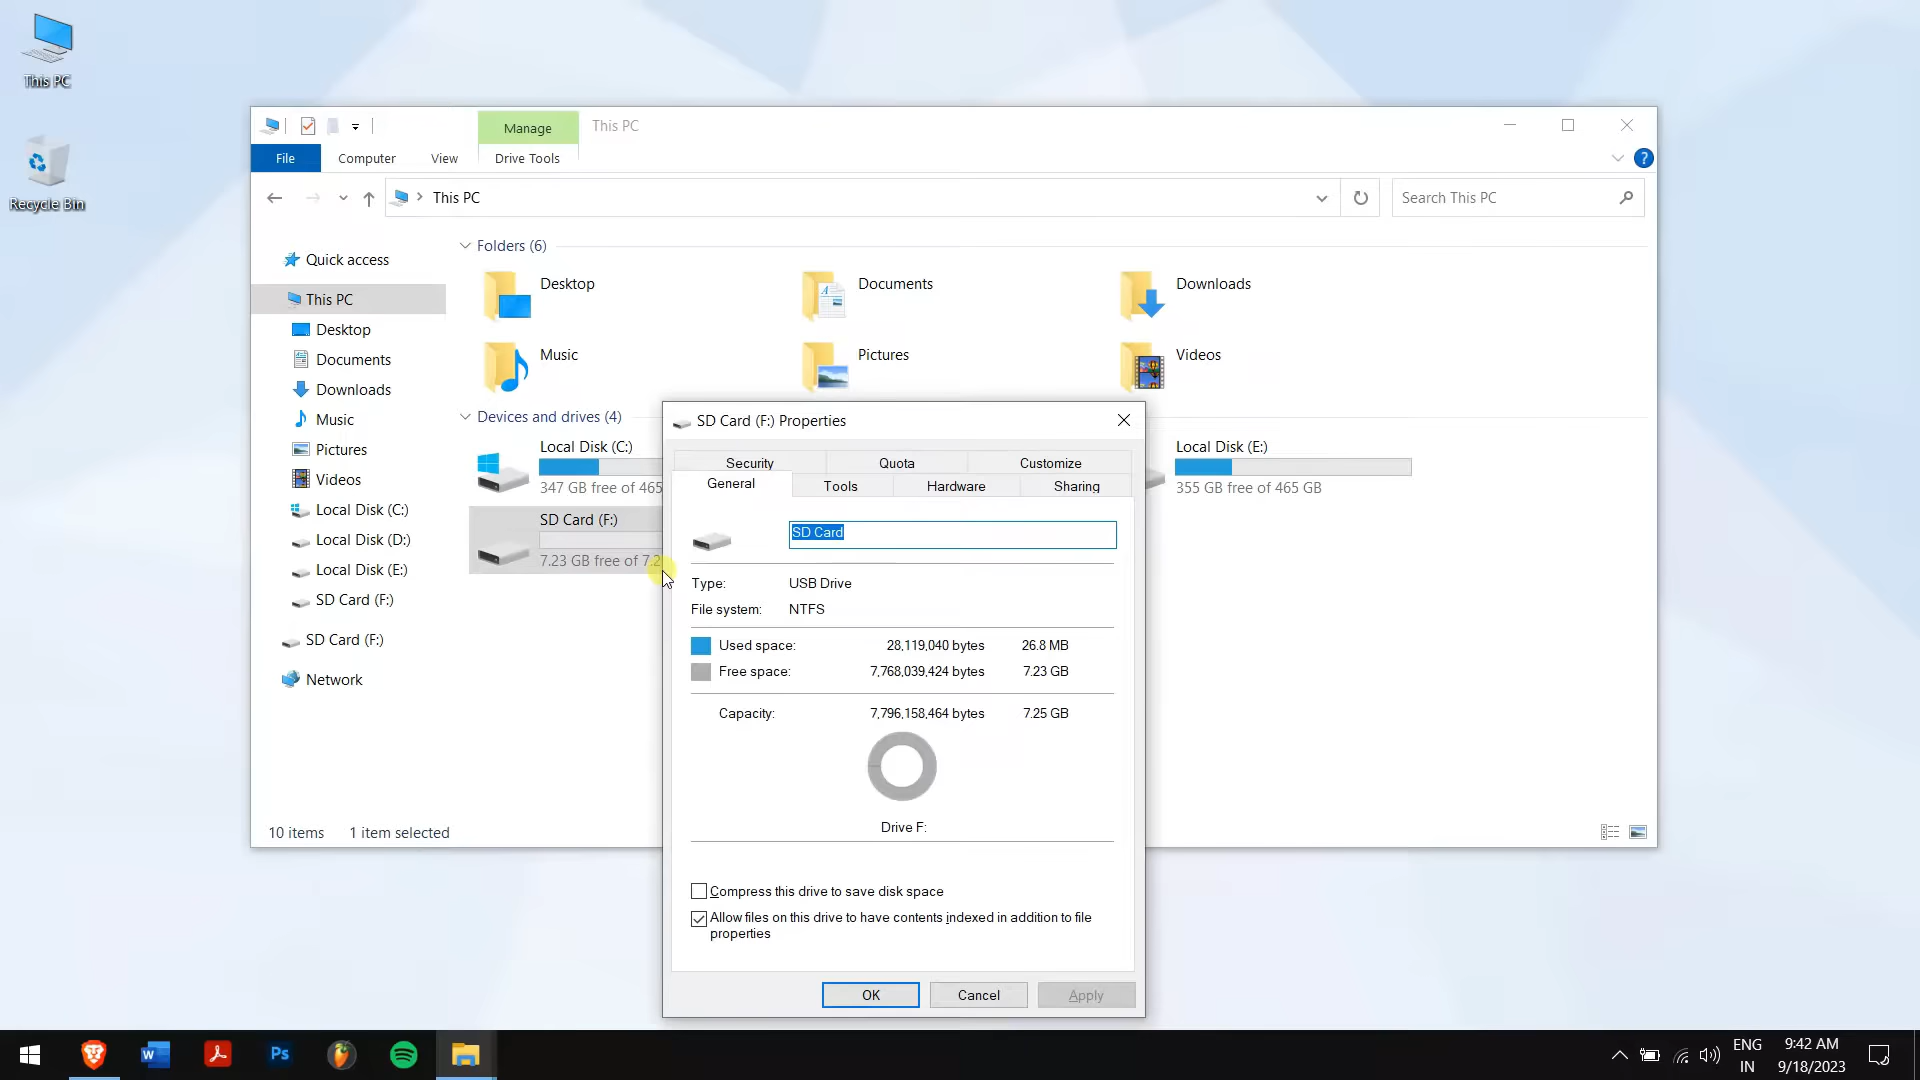 This PC
Recycle Bin
Manage
This PC
File
Computer
View
Drive Tools
?
This PC
Search This PC
Quick access
This PC
Desktop
Documents
Downloads
Music
Pictures
Videos
Local Disk (C:)
Local Disk (D:)
Local Disk (E:)
SD Card (F:)
SD Card (F:)
Network
Folders (6)
Desktop
Documents
Downloads
Music
Pictures
Videos
Devices and drives (4)
Local Disk (C:)
347 GB free of 465
Local Disk (E:)
355 GB free of 465 GB
SD Card (F:)
7.23 GB free of 7.2
10 items
1 item selected
SD Card (F:) Properties
Security
Quota
Customize
General
Tools
Hardware
Sharing
SD Card
Type: USB Drive
File system: NTFS
Used space: 28,119,040 bytes 26.8 MB
Free space: 7,768,039,424 bytes 7.23 GB
Capacity: 7,796,158,464 bytes 7.25 GB
Drive F:
Compress this drive to save disk space
Allow files on this drive to have contents indexed in addition to file
properties
OK
Cancel
Apply
W
Ps
ENG
IN
9:42 AM
9/18/2023